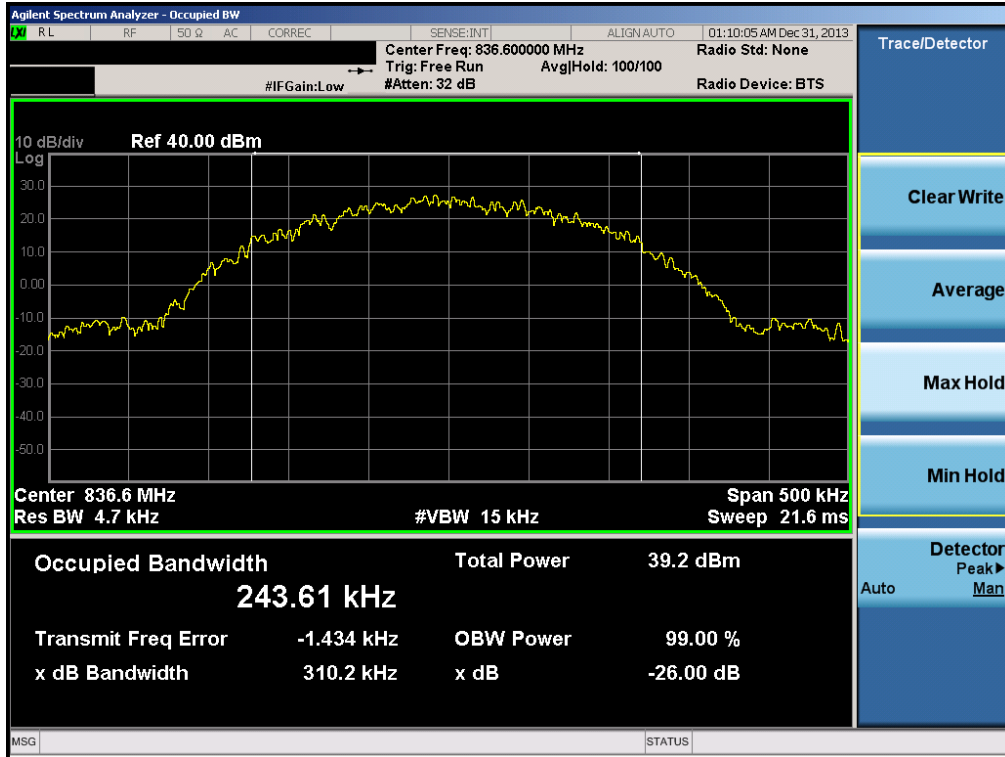 Agilent Spectrum Analyzer - Occupied BW
LXI RL RF 50 Ω AC CORREC SENSE:INT ALIGN AUTO 01:10:05 AM Dec 31, 2013
Center Freq: 836.600000 MHz Radio Std: None
Trig: Free Run Avg|Hold: 100/100
#IFGain:Low #Atten: 32 dB Radio Device: BTS
Trace/Detector
10 dB/div Ref 40.00 dBm
Log
30.0
20.0
10.0
0.00
-10.0
-20.0
-30.0
-40.0
-50.0
Center 836.6 MHz Span 500 kHz
Res BW 4.7 kHz #VBW 15 kHz Sweep 21.6 ms
Occupied Bandwidth Total Power 39.2 dBm
243.61 kHz
Transmit Freq Error -1.434 kHz OBW Power 99.00 %
x dB Bandwidth 310.2 kHz x dB -26.00 dB
Clear Write
Average
Max Hold
Min Hold
Detector
Peak▶
Auto Man
MSG STATUS